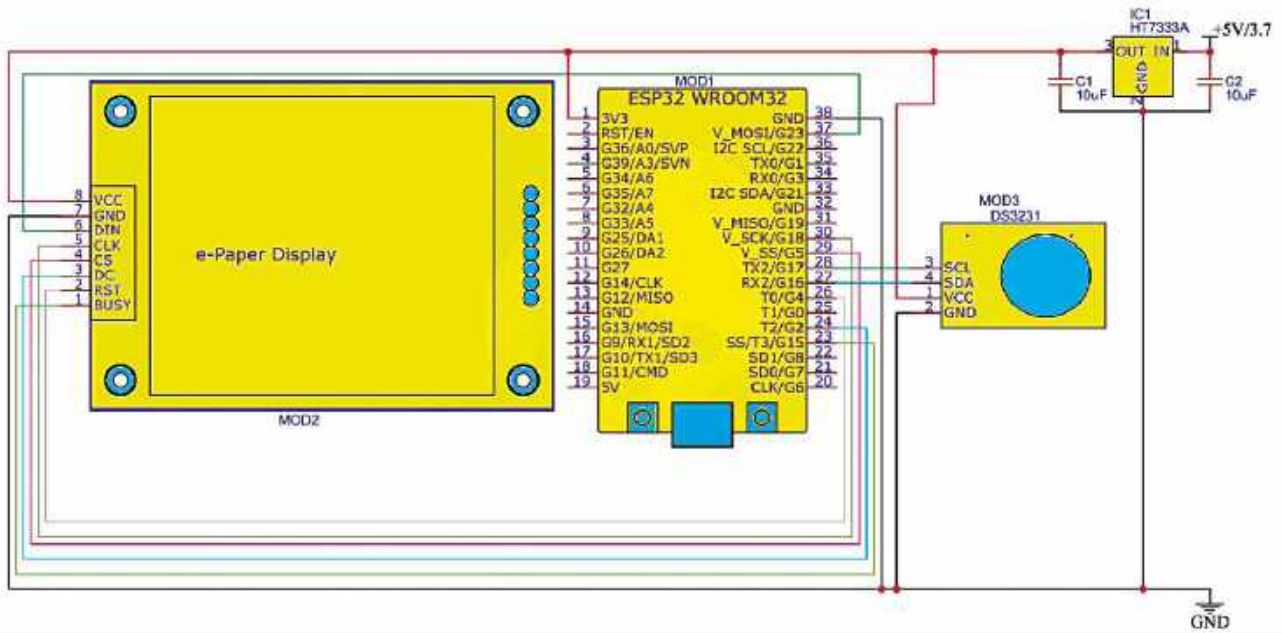 IC1
HT7333A
+5V/3.7
3 OUT IN 1
GND
2
C1
10uF
C2
10uF
MOD1
ESP32 WROOM32
1 3V3
2 RST/EN
3 G36/A0/SVP
4 G39/A3/SVN
5 G34/A6
6 G35/A7
7 G32/A4
8 G33/A5
9 G25/DA1
10 G26/DA2
11 G27
12 G14/CLK
13 G12/MISO
14 GND
15 G13/MOSI
16 G9/RX1/SD2
17 G10/TX1/SD3
18 G11/CMD
19 5V
GND 38
V_MOSI/G23 37
I2C SCL/G22 36
TX0/G1 35
RX0/G3 34
I2C SDA/G21 33
GND 32
V_MISO/G19 31
V_SCK/G18 30
V_SS/G5 29
TX2/G17 28
RX2/G16 27
T0/G4 26
T1/G0 25
T2/G2 24
SS/T3/G15 23
SD1/G8 22
SD0/G7 21
CLK/G6 20
8 VCC
7 GND
6 DIN
5 CLK
4 CS
3 DC
2 RST
1 BUSY
e-Paper Display
MOD2
MOD3
DS3231
3 SCL
4 SDA
1 VCC
2 GND
GND